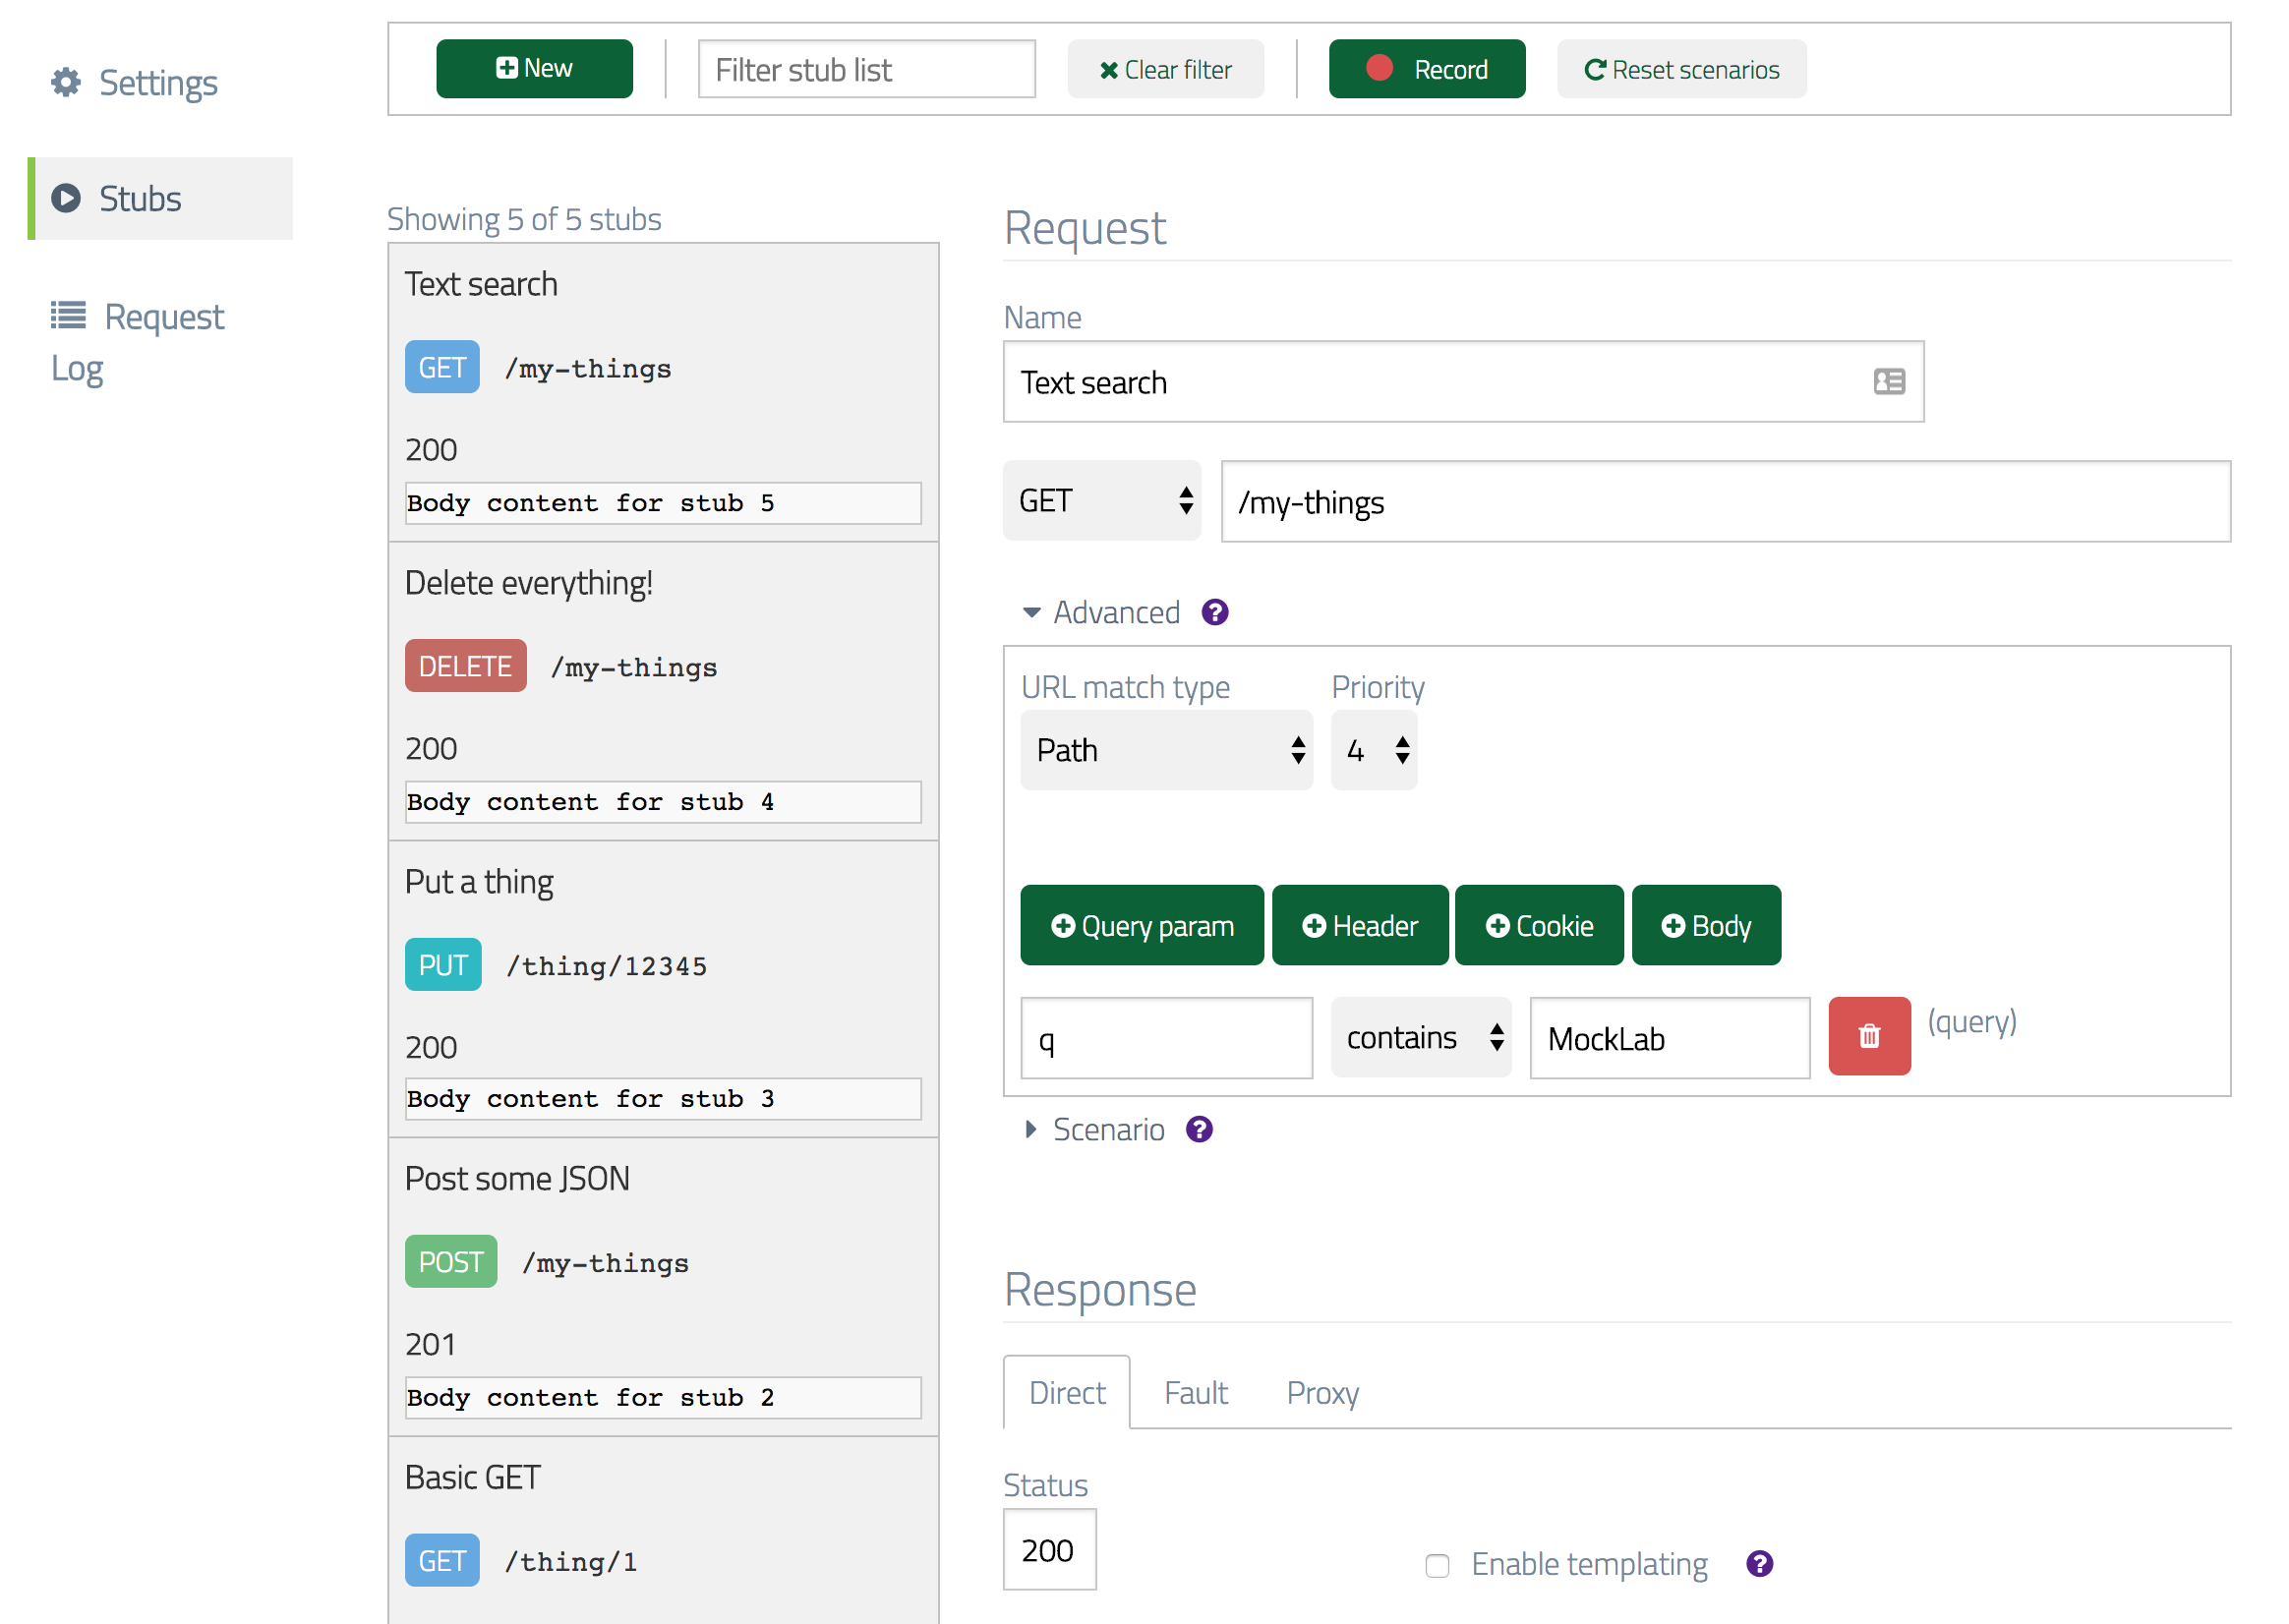 Settings
Stubs
Request
Log
New
Filter stub list
Clear filter
Record
Reset scenarios
Showing 5 of 5 stubs
Text search
GET /my-things
200
Body content for stub 5
Delete everything!
DELETE /my-things
200
Body content for stub 4
Put a thing
PUT /thing/12345
200
Body content for stub 3
Post some JSON
POST /my-things
201
Body content for stub 2
Basic GET
GET /thing/1
Request
Name
Text search
GET /my-things
Advanced ?
URL match type Priority
Path 4
Query param Header Cookie Body
q contains MockLab (query)
Scenario ?
Response
Direct Fault Proxy
Status
200
Enable templating ?